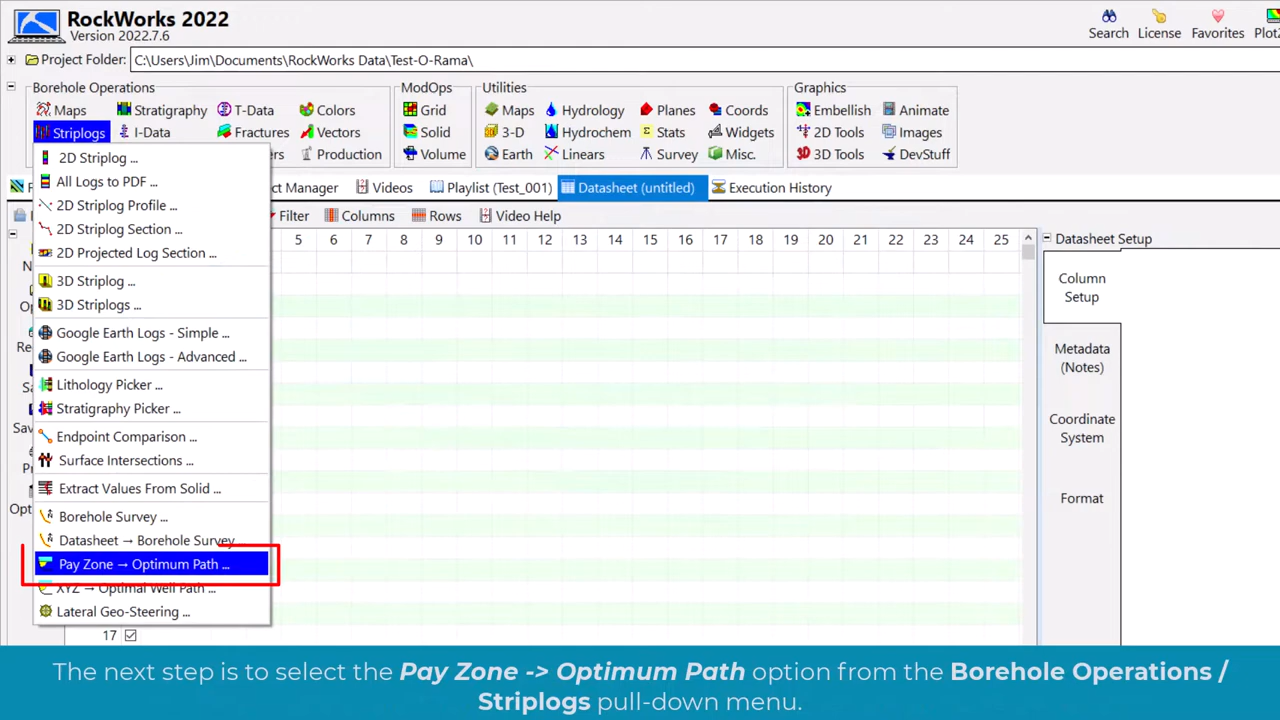 RockWorks 2022
Version 2022.7.6
Search License Favorites
Project Folder: C:\Users\Jim\Documents\RockWorks Data\Test-O-Rama\
Borehole Operations ModOps Utilities Graphics
Maps Stratigraphy T-Data Colors Grid Maps Hydrology Planes Coords Embellish Animate
Striplogs I-Data Fractures Vectors Solid 3-D Hydrochem Stats Widgets 2D Tools Images
Production Volume Earth Linears Survey Misc. 3D Tools DevStuff
2D Striplog ...
All Logs to PDF ...
2D Striplog Profile ...
2D Striplog Section ...
2D Projected Log Section ...
3D Striplog ...
3D Striplogs ...
Google Earth Logs - Simple ...
Google Earth Logs - Advanced ...
Lithology Picker ...
Stratigraphy Picker ...
Endpoint Comparison ...
Surface Intersections ...
Extract Values From Solid ...
Borehole Survey ...
Datasheet → Borehole Survey ...
Pay Zone → Optimum Path ...
XYZ → Optimal Well Path ...
Lateral Geo-Steering ...
Manager Videos Playlist (Test_001) Datasheet (untitled) Execution History
Filter Columns Rows Video Help
5 6 7 8 9 10 11 12 13 14 15 16 17 18 19 20 21 22 23 24 25
17
Datasheet Setup
Column
Setup
Metadata
(Notes)
Coordinate
System
Format
The next step is to select the Pay Zone -> Optimum Path option from the Borehole Operations /
Striplogs pull-down menu.